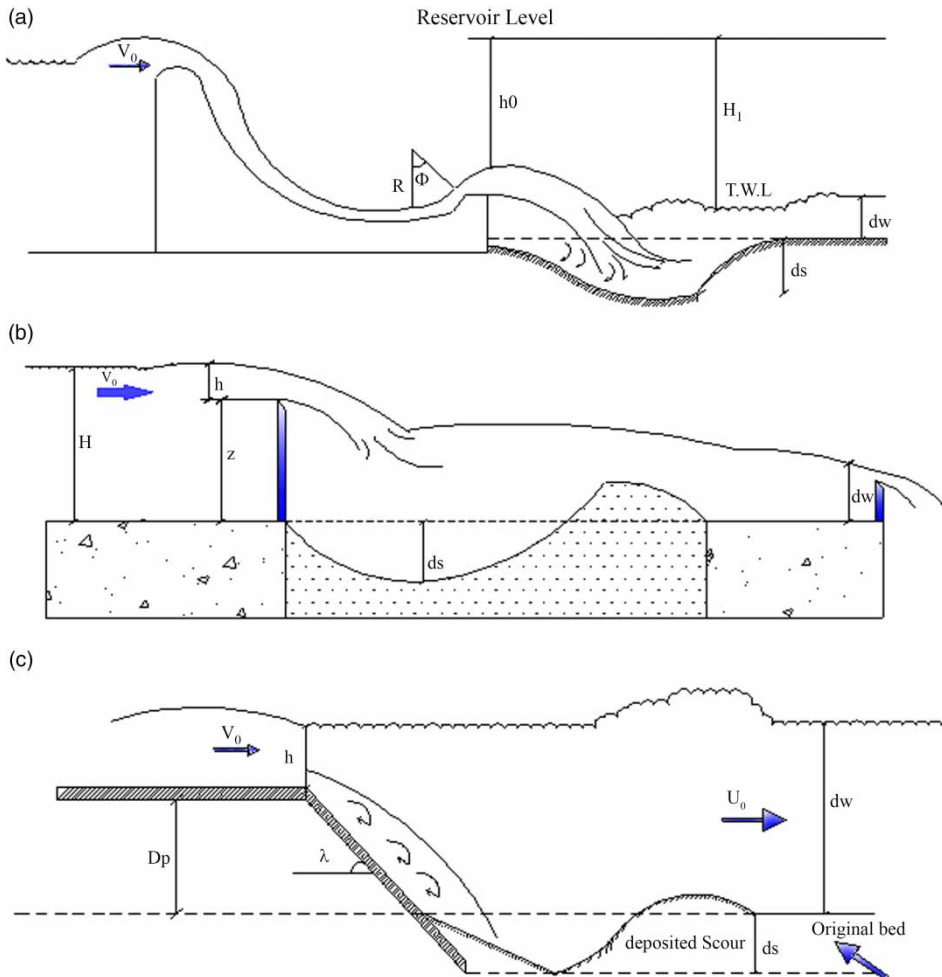 (a)
Reservoir Level
V0
h0
H1
R
Φ
T.W.L
dw
ds
(b)
V0
h
H
z
dw
ds
(c)
V0
h
dw
U0
Dp
λ
Original bed
deposited Scour
ds